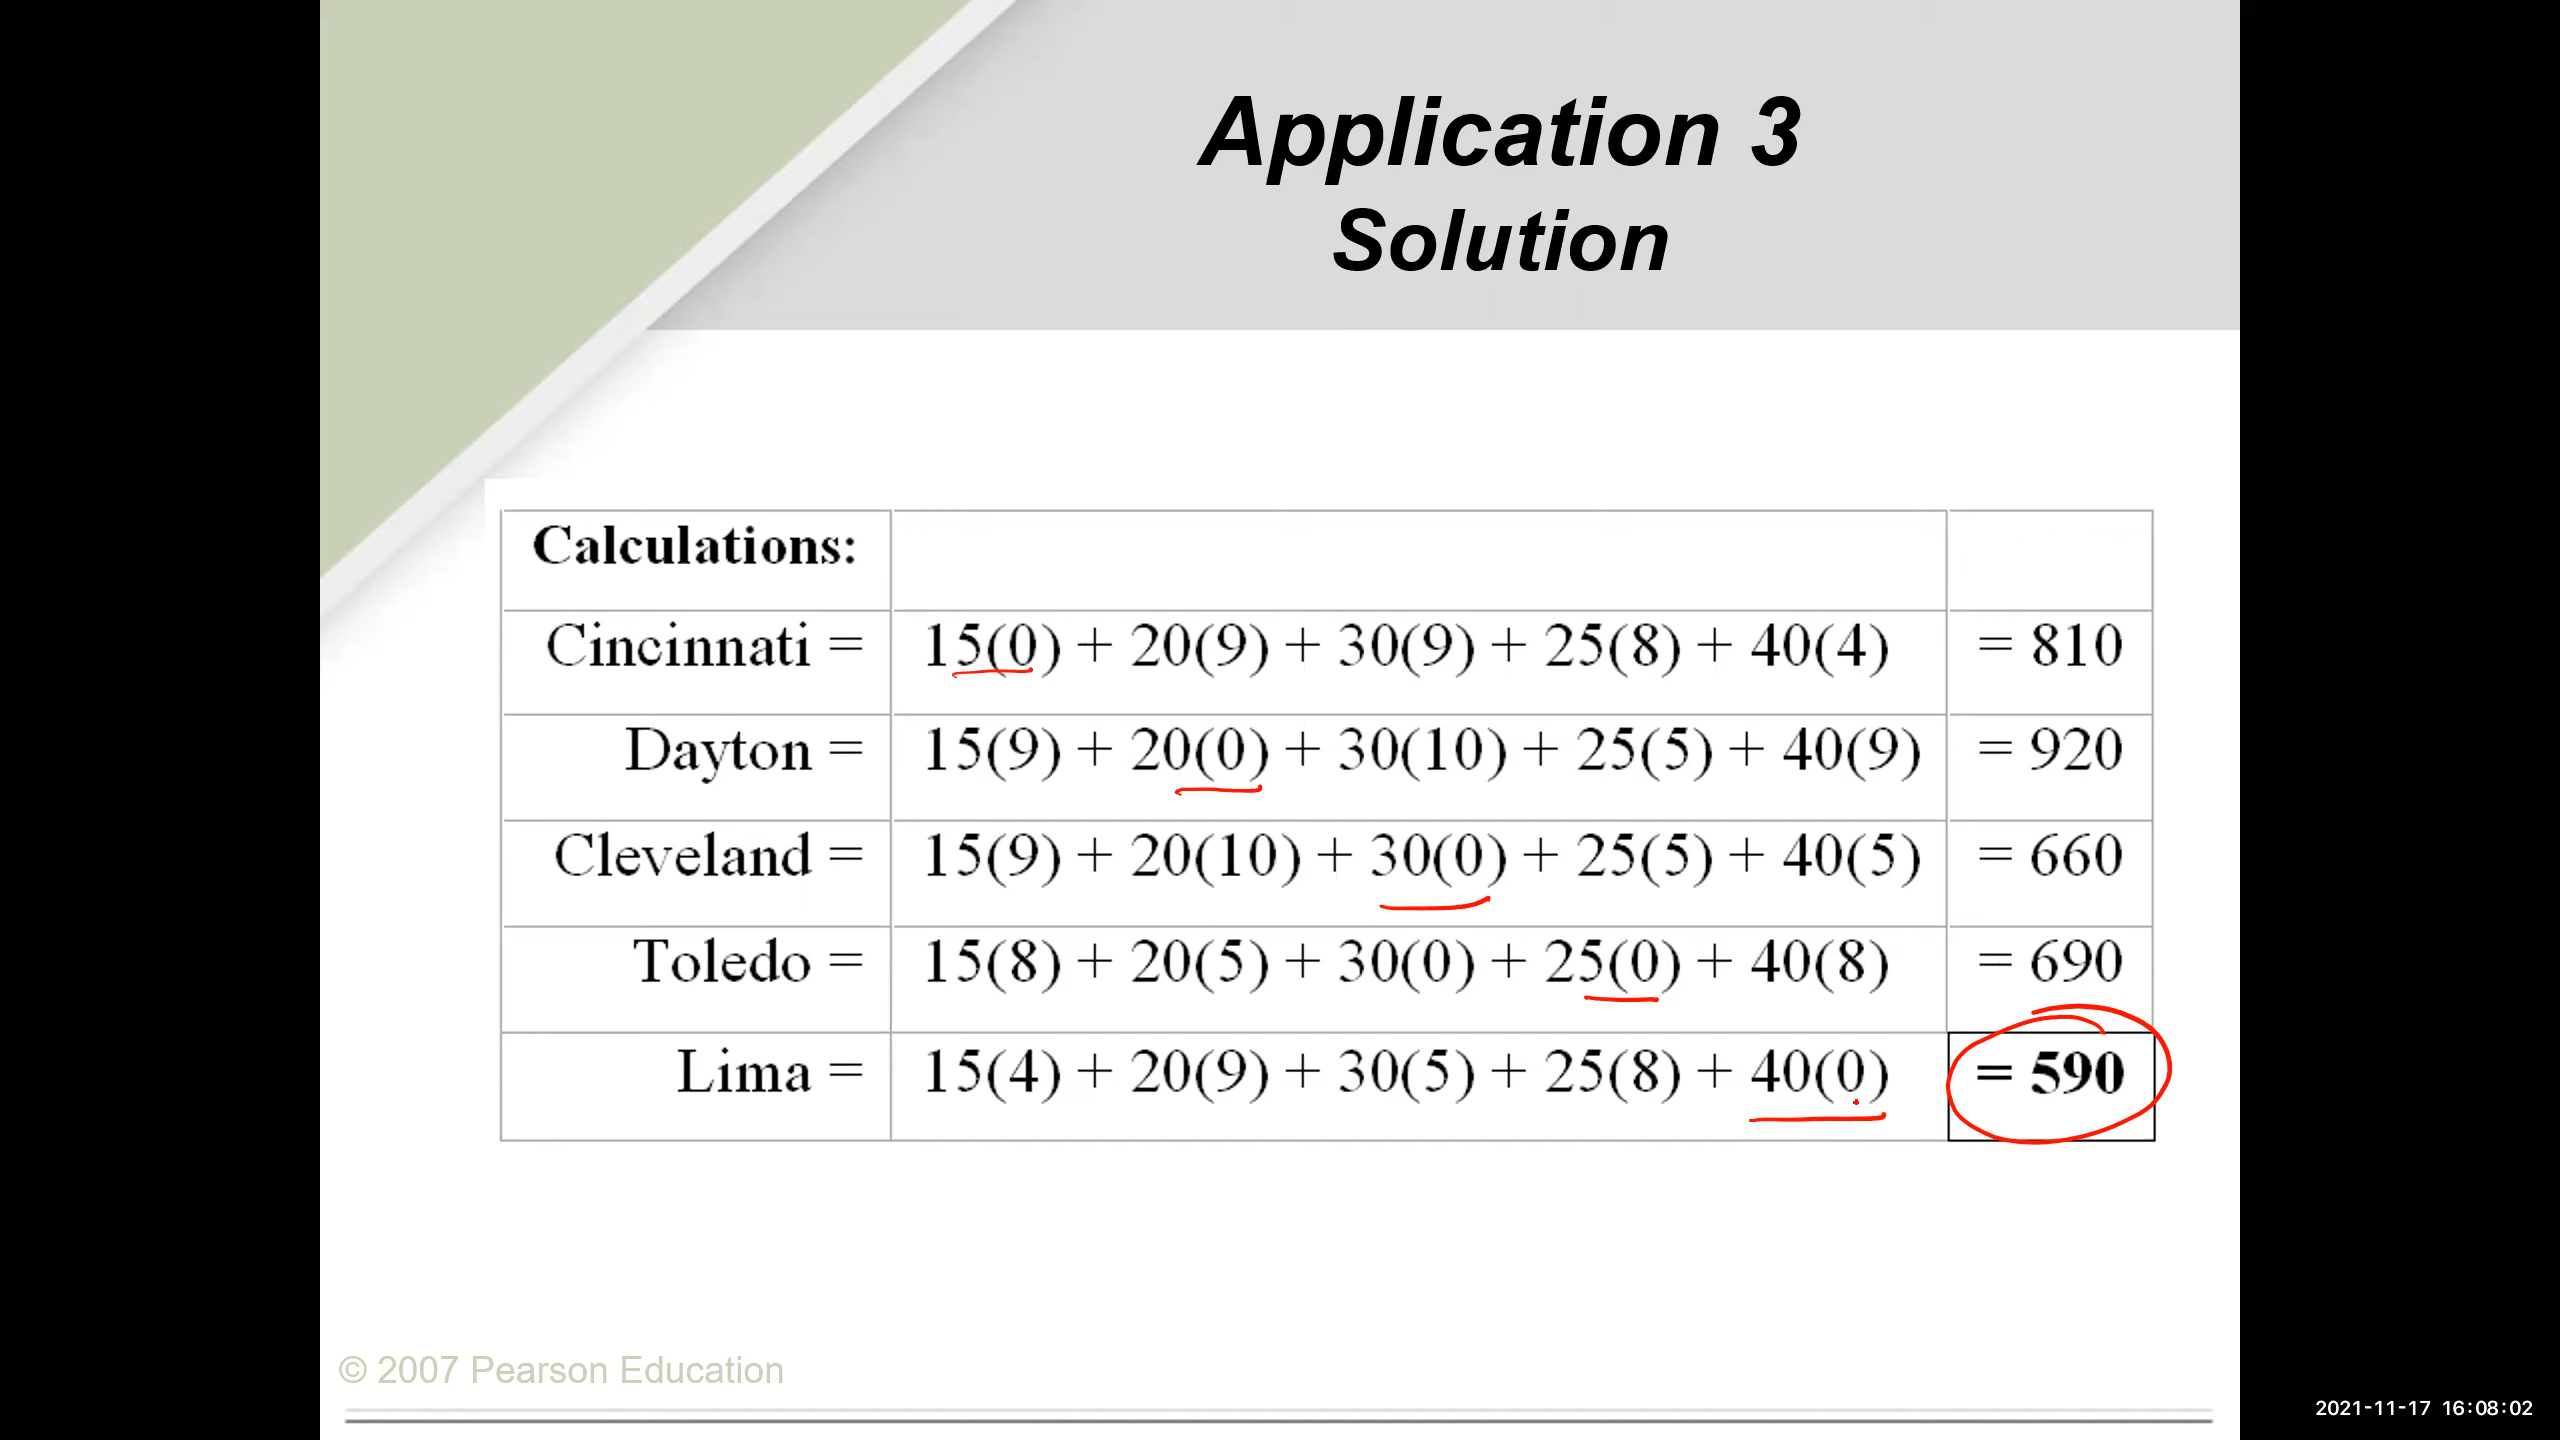 Application 3
Solution
Calculations:
Cincinnati = 15(0) + 20(9) + 30(9) + 25(8) + 40(4) = 810
Dayton = 15(9) + 20(0) + 30(10) + 25(5) + 40(9) = 920
Cleveland = 15(9) + 20(10) + 30(0) + 25(5) + 40(5) = 660
Toledo = 15(8) + 20(5) + 30(0) + 25(0) + 40(8) = 690
Lima = 15(4) + 20(9) + 30(5) + 25(8) + 40(0) = 590
© 2007 Pearson Education
2021-11-17 16:08:02